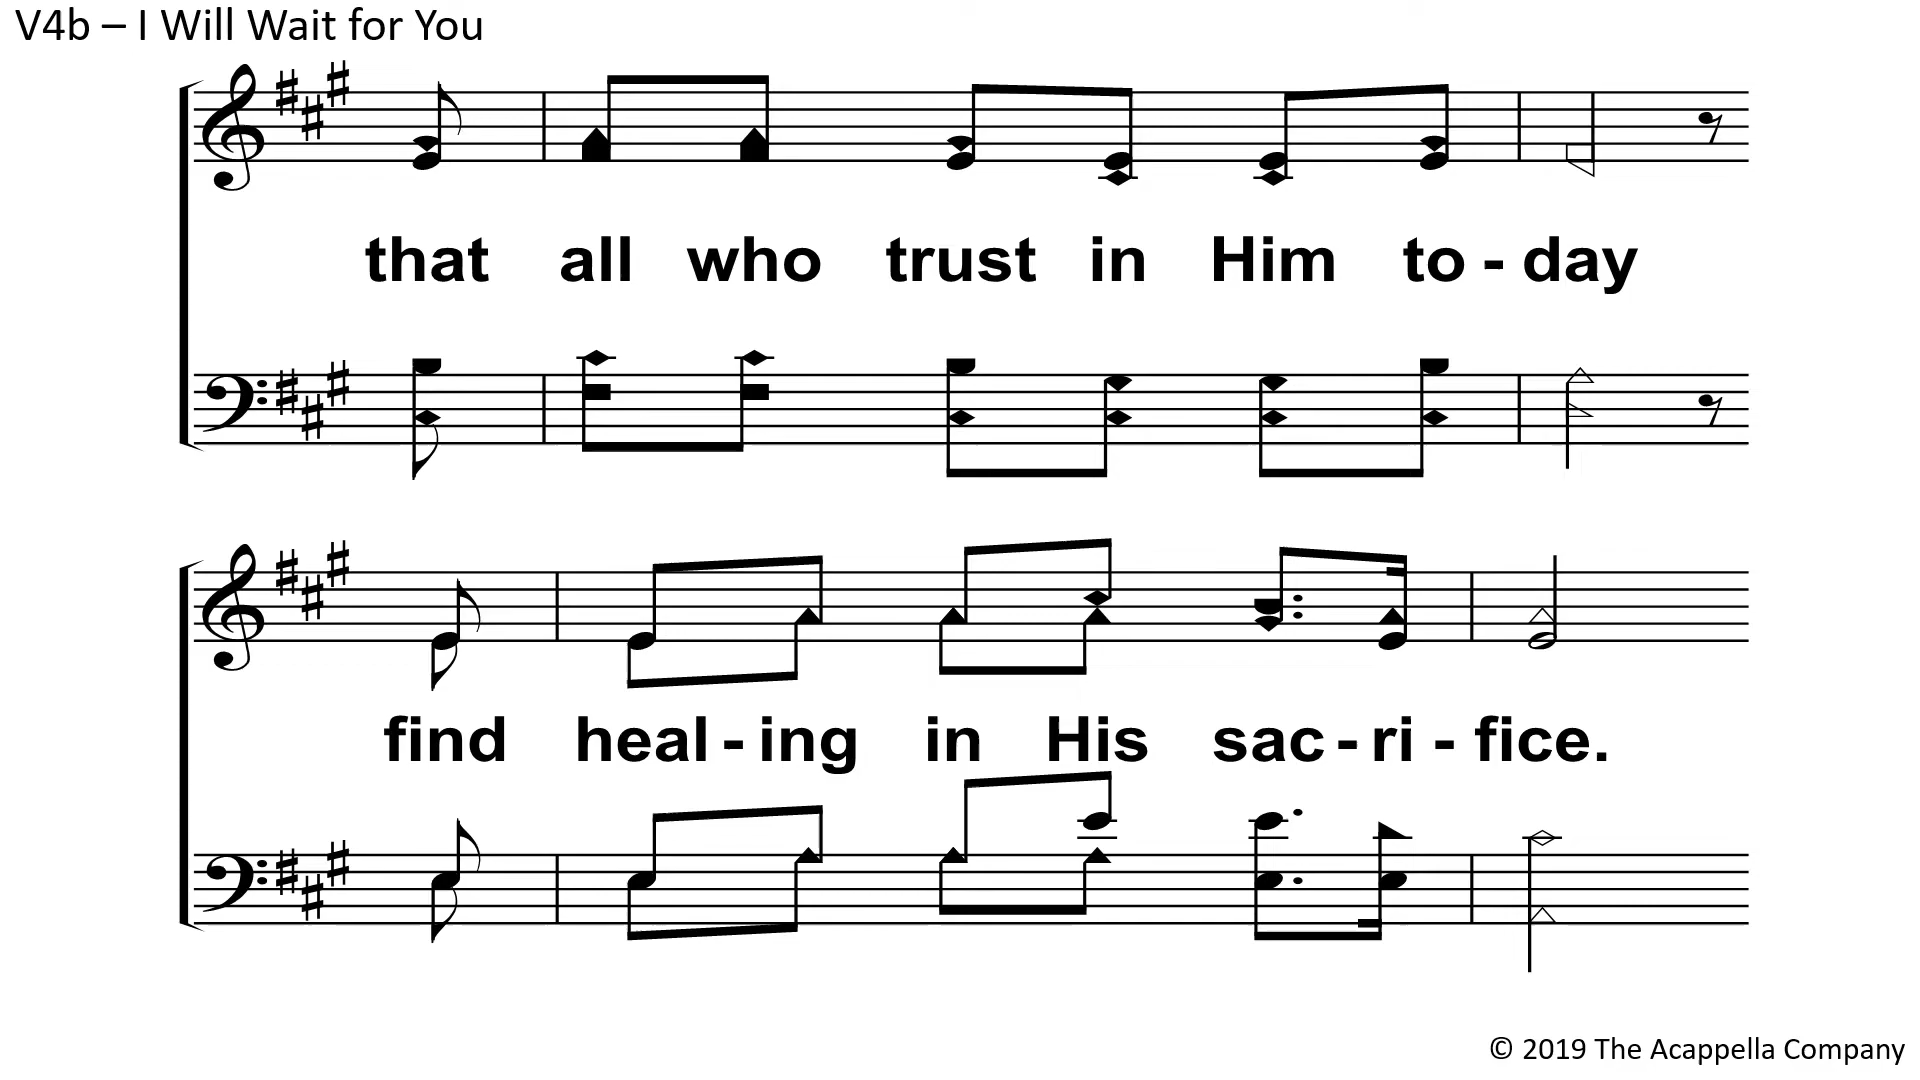 V4b – I Will Wait for You
that all who trust in Him to - day
find heal - ing in His sac - ri - fice.
© 2019 The Acappella Company